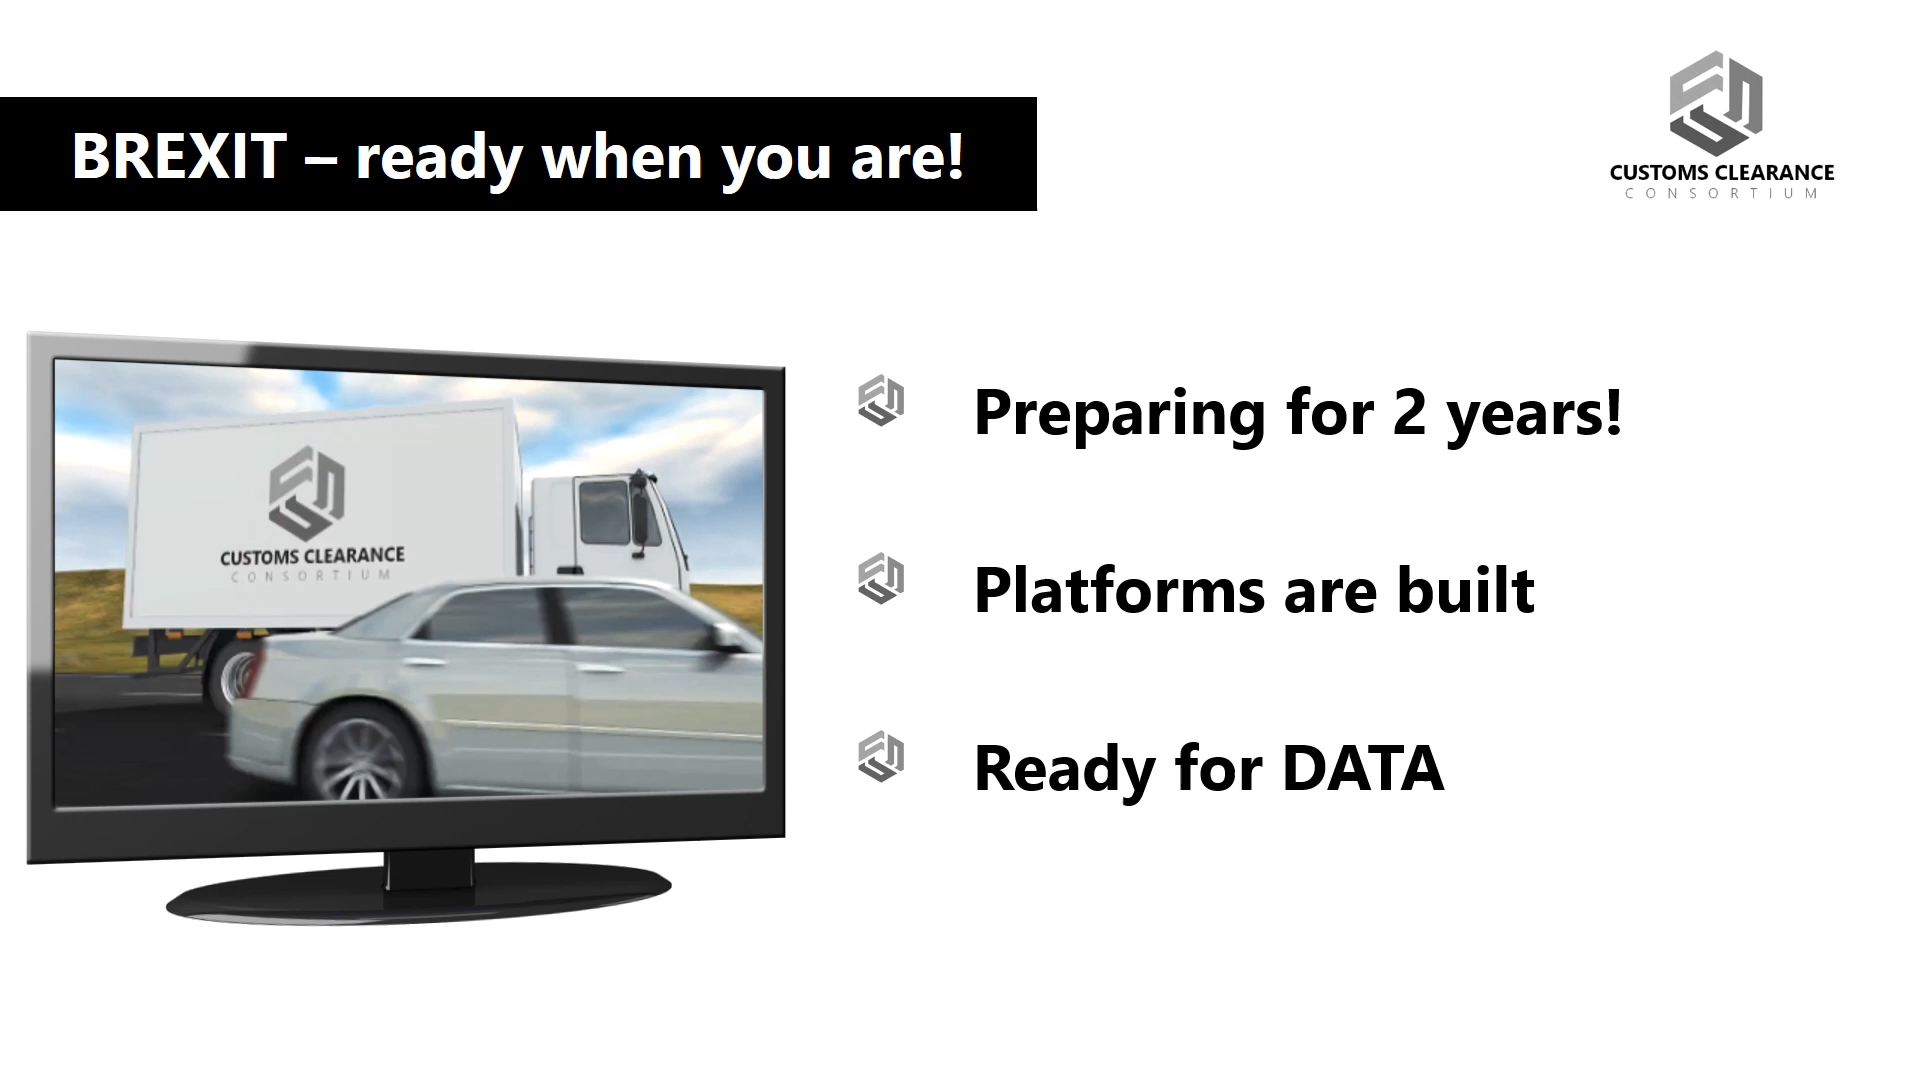 BREXIT – ready when you are!
CUSTOMS CLEARANCE
CONSORTIUM
CUSTOMS CLEARANCE
CONSORTIUM
Preparing for 2 years!
Platforms are built
Ready for DATA